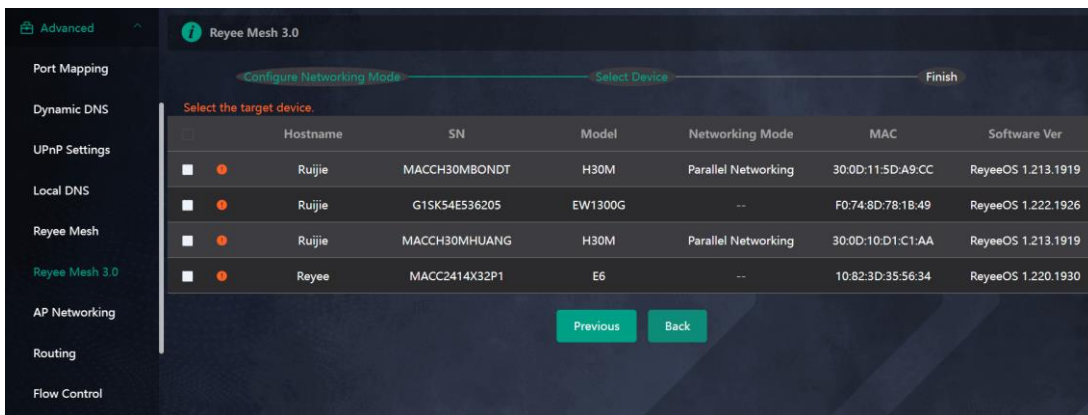 Advanced
Port Mapping
Dynamic DNS
UPnP Settings
Local DNS
Reyee Mesh
Reyee Mesh 3.0
AP Networking
Routing
Flow Control
Reyee Mesh 3.0
Configure Networking Mode Select Device Finish
Select the target device.
Hostname SN Model Networking Mode MAC Software Ver
Ruijie MACCH30MBONDT H30M Parallel Networking 30:0D:11:5D:A9:CC ReyeeOS 1.213.1919
Ruijie G1SK54E536205 EW1300G -- F0:74:8D:78:1B:49 ReyeeOS 1.222.1926
Ruijie MACCH30MHUANG H30M Parallel Networking 30:0D:10:D1:C1:AA ReyeeOS 1.213.1919
Reyee MACC2414X32P1 E6 -- 10:82:3D:35:56:34 ReyeeOS 1.220.1930
Previous Back